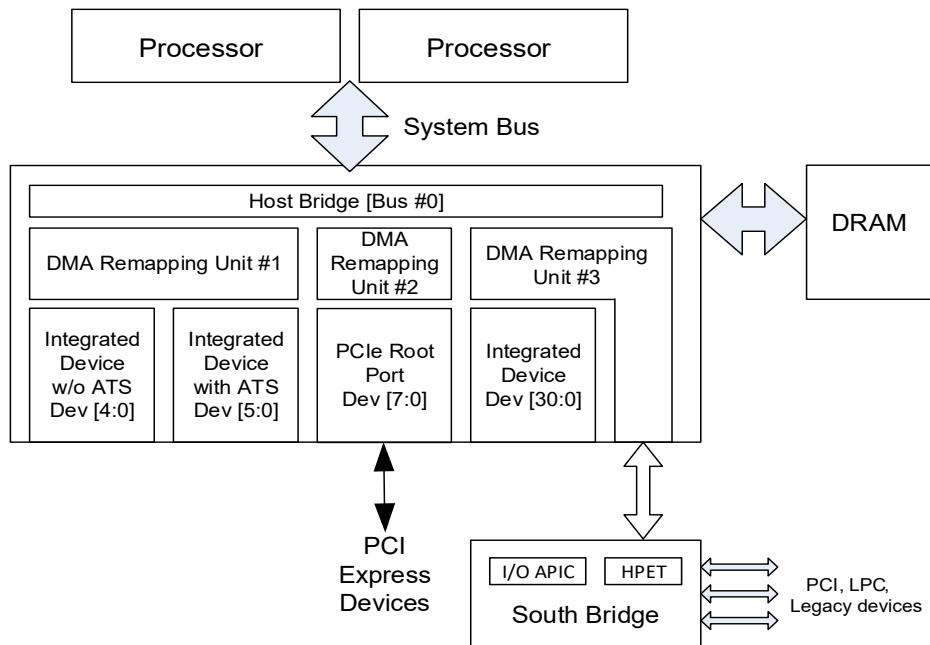 Processor
Processor
System Bus
Host Bridge [Bus #0]
DRAM
DMA Remapping Unit #1
DMA
Remapping
Unit #2
DMA Remapping
Unit #3
Integrated
Device
w/o ATS
Dev [4:0]
Integrated
Device
with ATS
Dev [5:0]
PCIe Root
Port
Dev [7:0]
Integrated
Device
Dev [30:0]
PCI
Express
Devices
I/O APIC
HPET
South Bridge
PCI, LPC,
Legacy devices